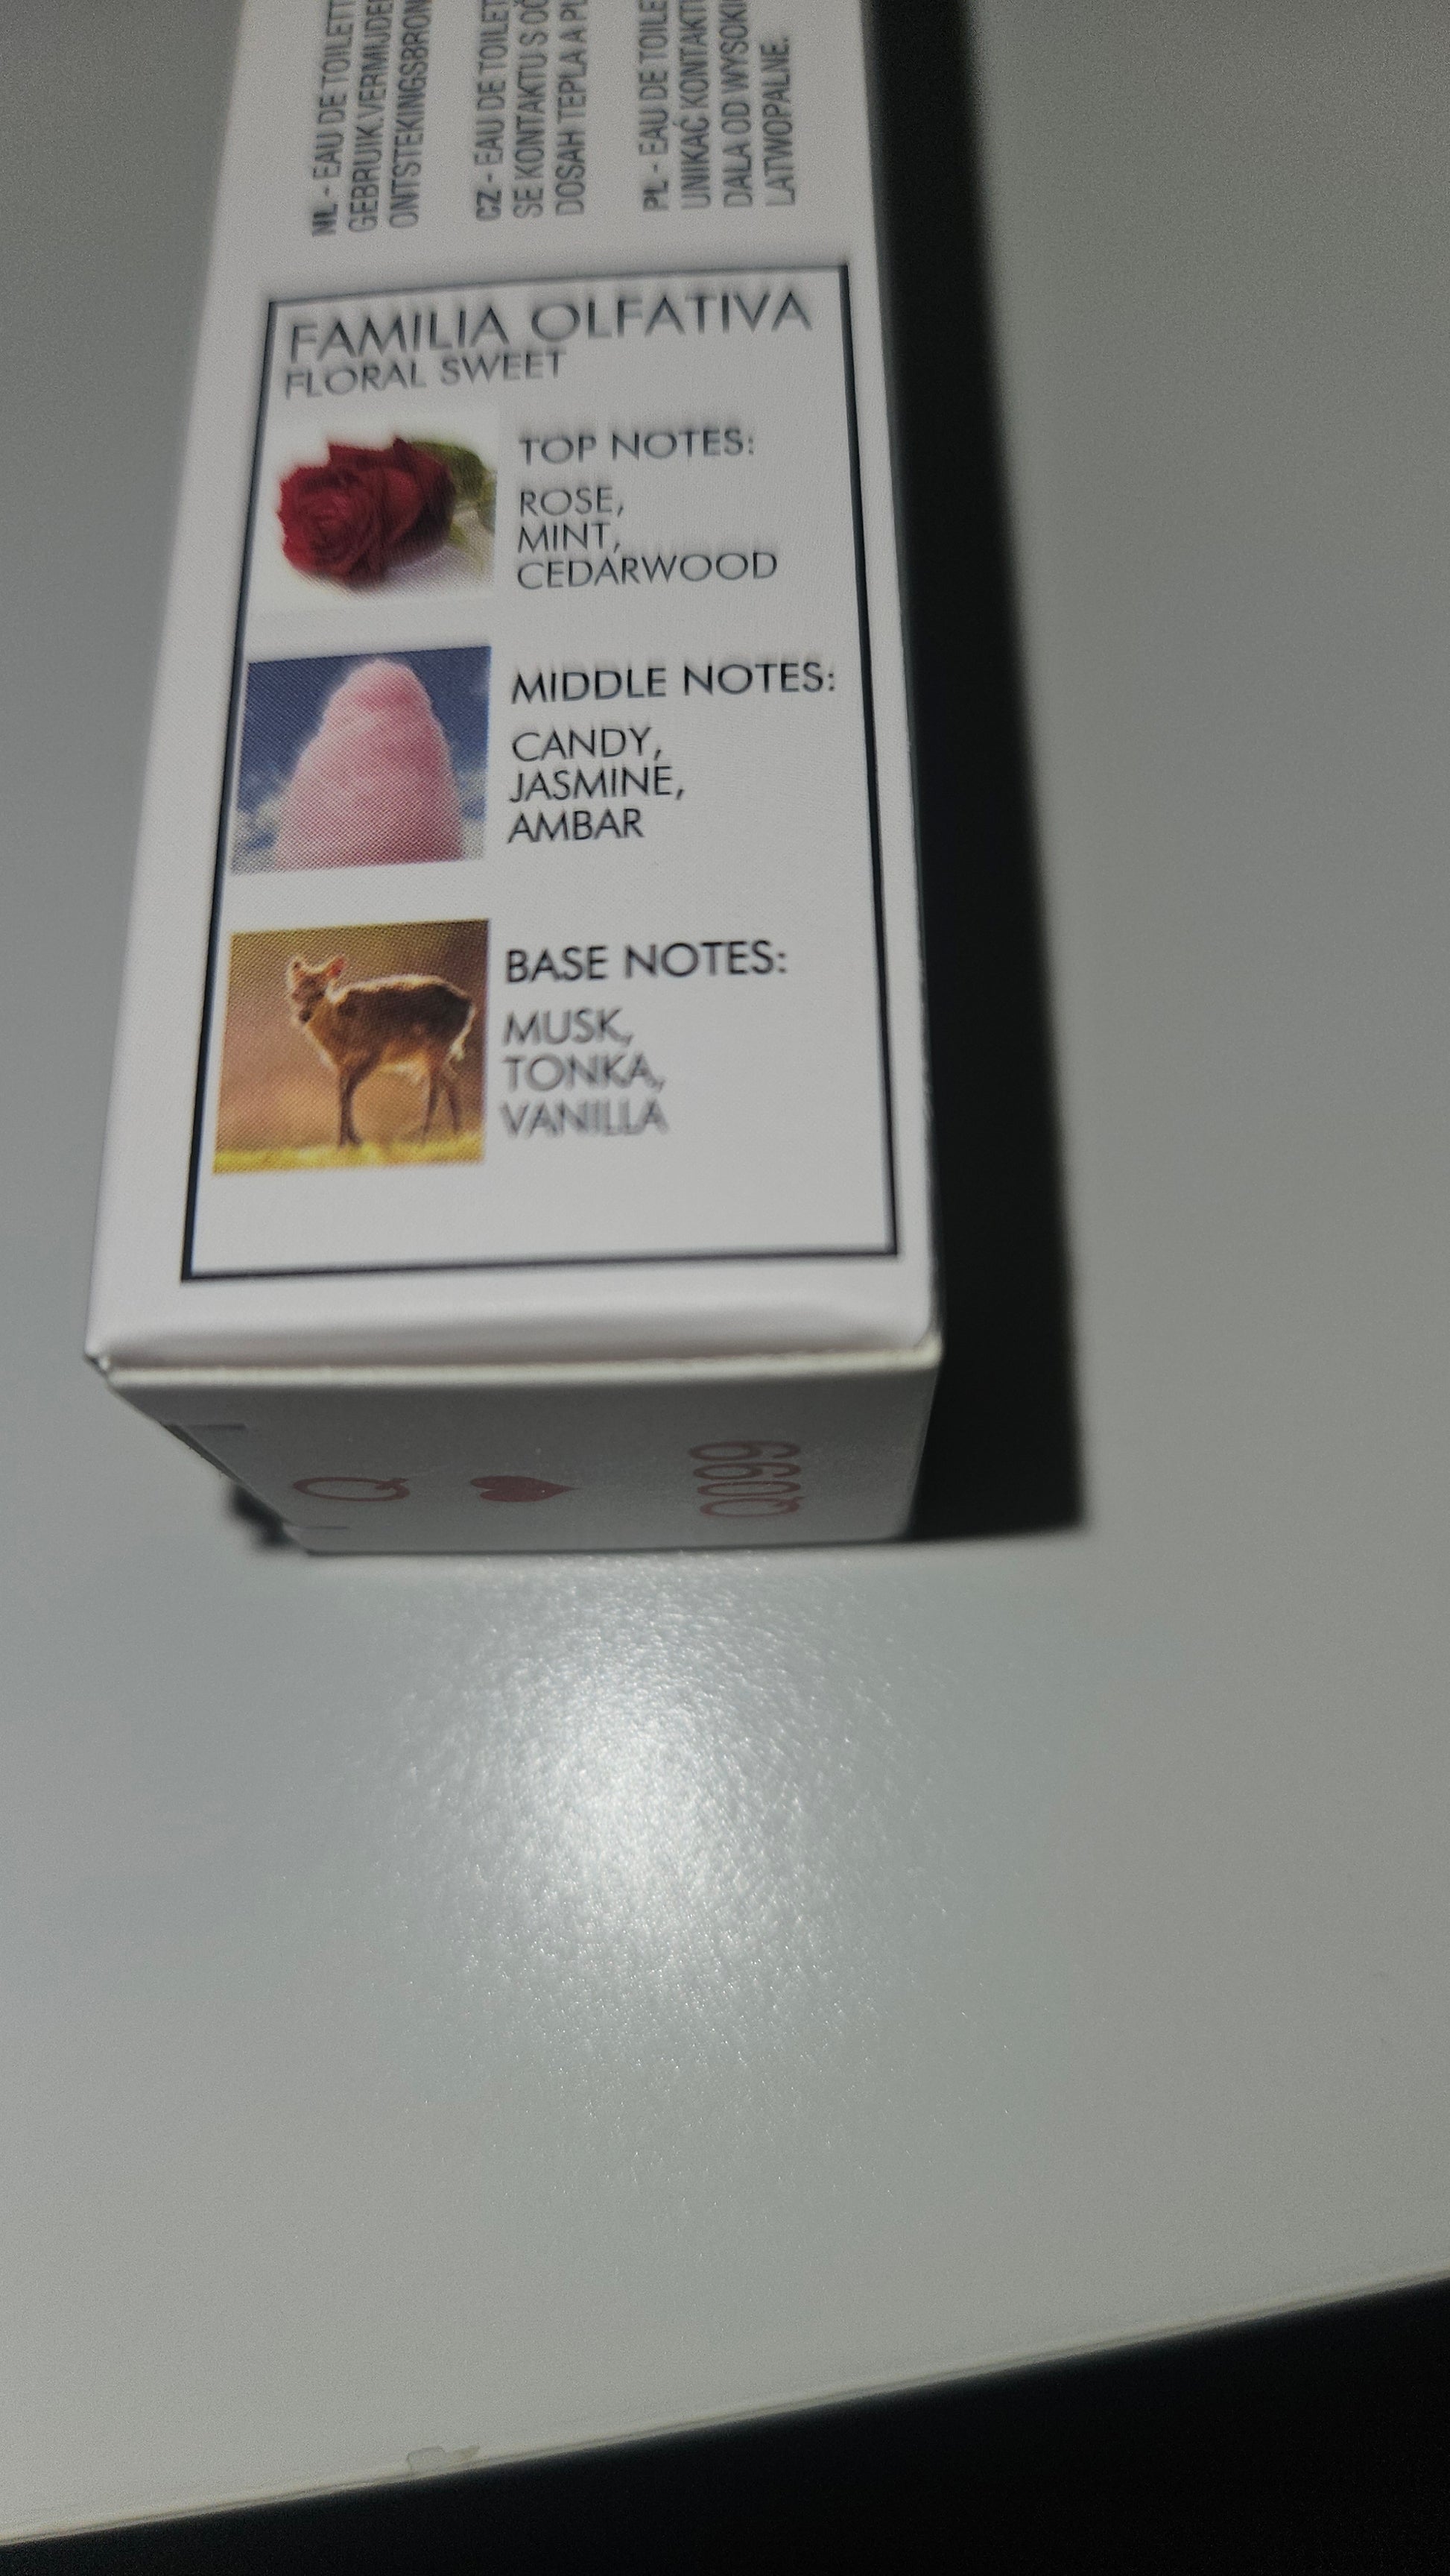 NL - EAU DE TOILETT
GEBRUIK.VERMIJDE
ONTSTEKINGSBRON
CZ - EAU DE TOILET
SE KONTAKTU S OČ
DOSAH TEPLA A PL
PL - EAU DE TOILE
UNIKAĆ KONTAKT
DALA OD WYSOKI
LATWOPALNE.
FAMILIA OLFATIVA
FLORAL SWEET
TOP NOTES:
ROSE,
MINT,
CEDARWOOD
MIDDLE NOTES:
CANDY,
JASMINE,
AMBAR
BASE NOTES:
MUSK,
TONKA,
VANILLA
Q
Q099